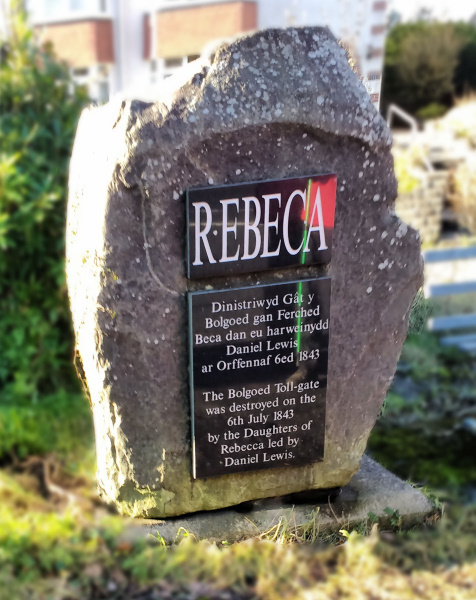 REBECA
Dinistriwyd Gât y
Bolgoed gan Ferched
Beca dan eu harweinydd
Daniel Lewis
ar Orffennaf 6ed 1843
The Bolgoed Toll-gate
was destroyed on the
6th July 1843
by the Daughters of
Rebecca led by
Daniel Lewis.